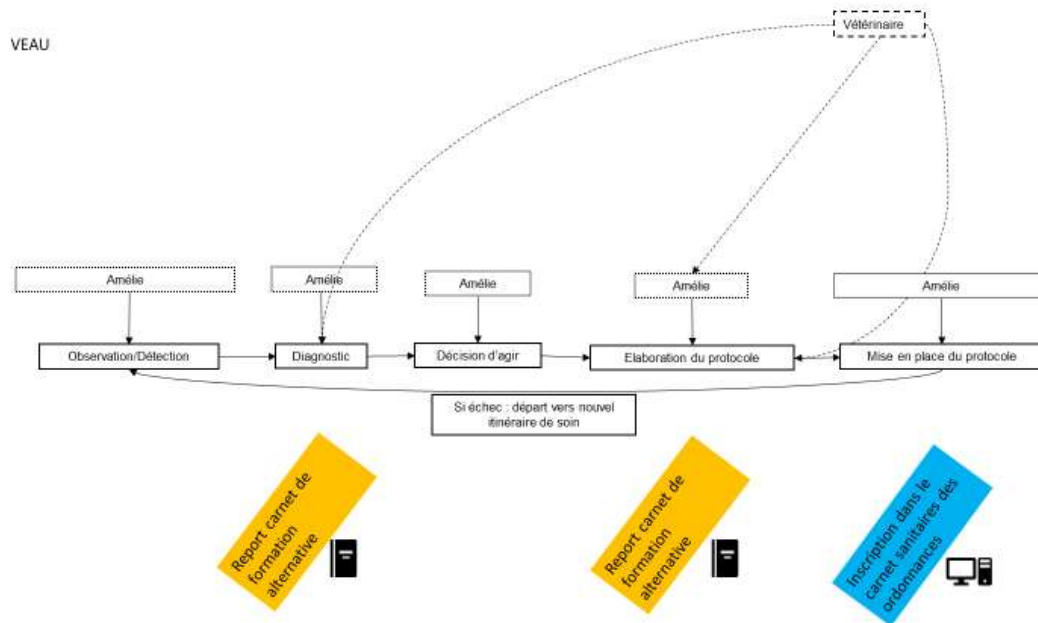 VEAU
Vétérinaire
Amélie
Amélie
Amélie
Amélie
Amélie
Observation/Détection
Diagnostic
Décision d'agir
Elaboration du protocole
Mise en place du protocole
Si échec : départ vers nouvel
itinéraire de soin
Report carnet de
formation
alternative
Report carnet de
formation
alternative
Inscription dans le
carnet sanitaires des
ordonnances